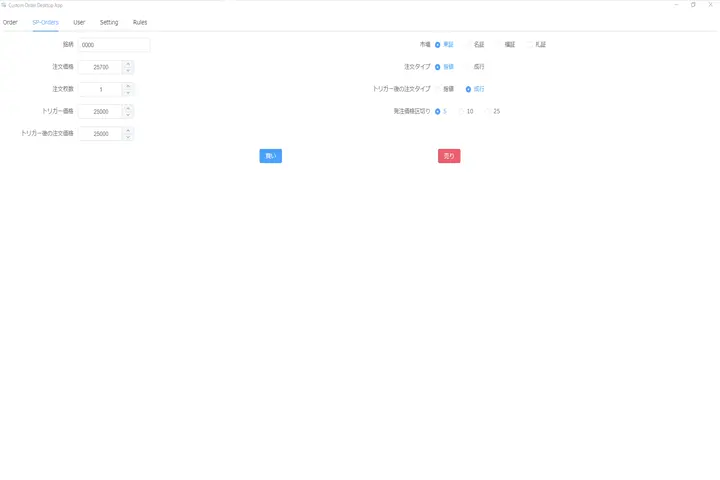 Custom Order Desktop App
Order SP-Orders User Setting Rules
銘柄 0000 市場 東証 名証 福証 札証
注文価格 25700 注文タイプ 指値 成行
注文枚数 1 トリガー後の注文タイプ 指値 成行
トリガー価格 25000 発注価格区切り 5 10 25
トリガー後の注文価格 25000
買い 売り